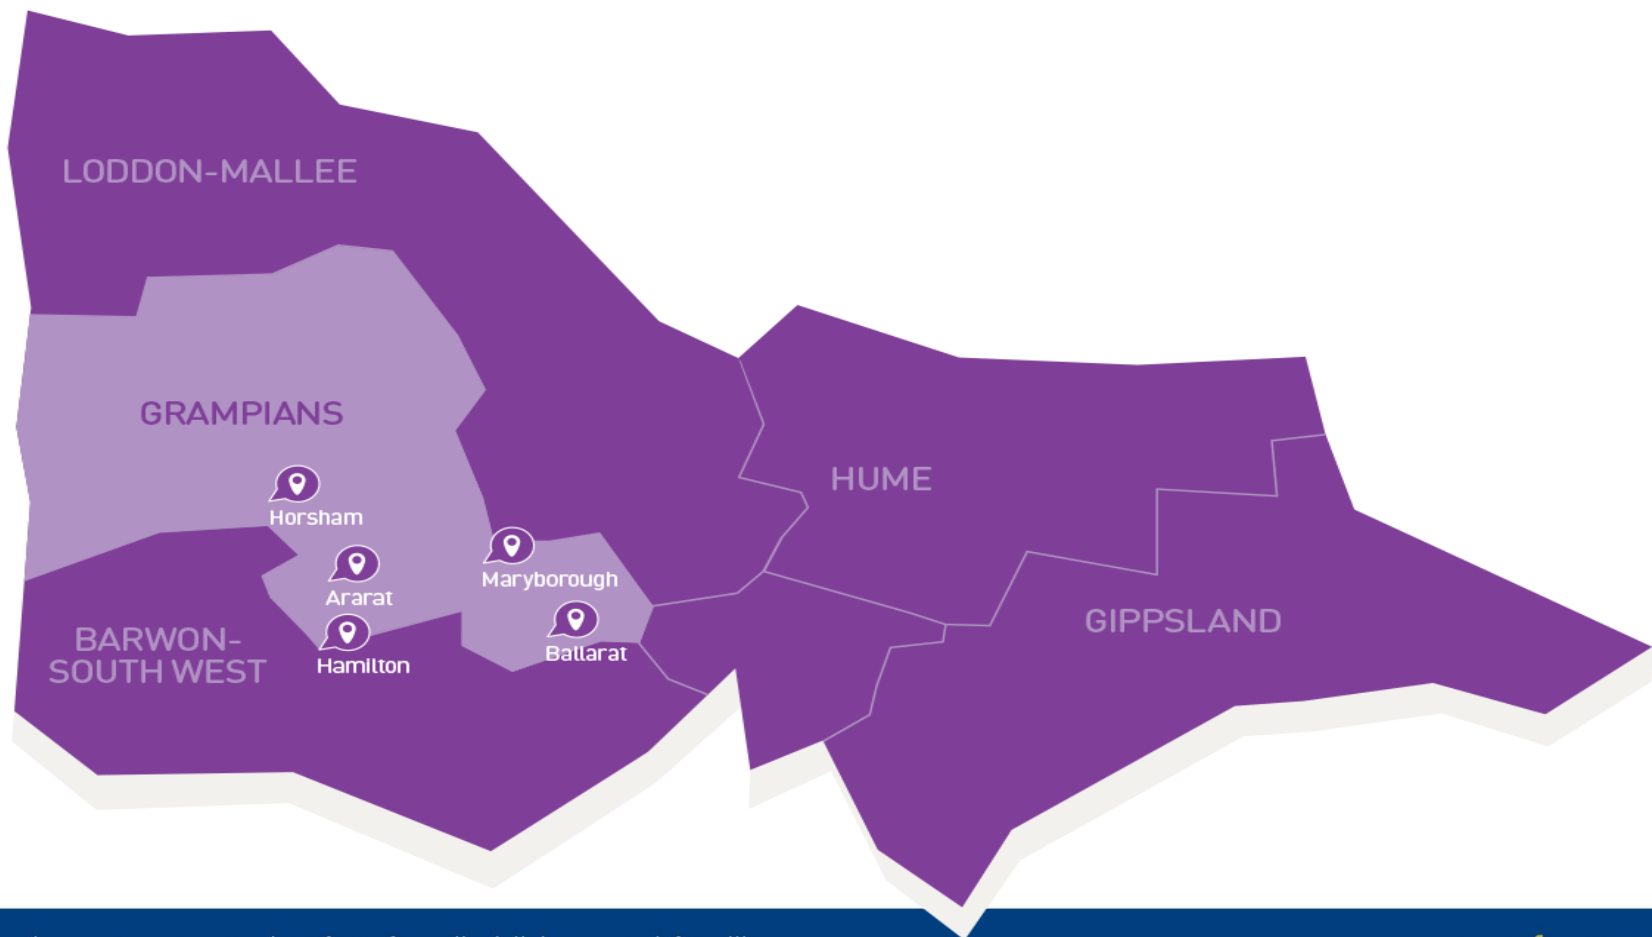 LODDON-MALLEE
GRAMPIANS
HUME
Horsham
Maryborough
Ararat
GIPPSLAND
BARWON-
SOUTH WEST
Hamilton
Ballarat